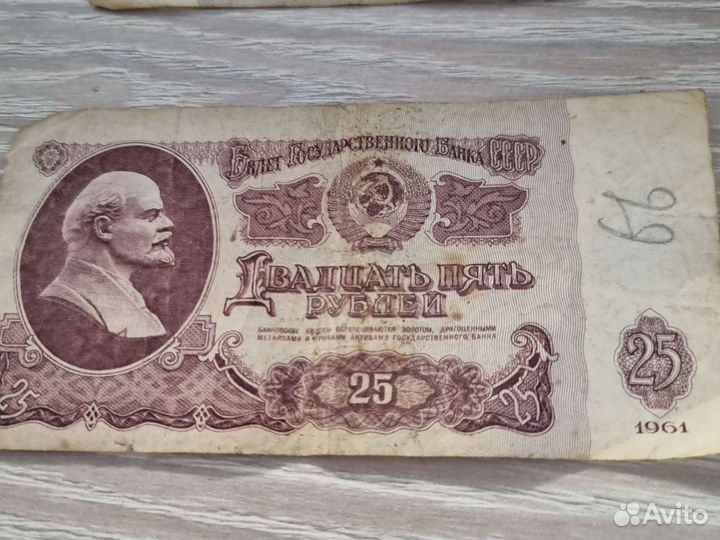 Билет Государственного Банка СССР
Двадцать пять
рублей
Банковские билеты обеспечиваются золотом, драгоценными
металлами и прочими активами Государственного Банка
25
25
1961
Avito